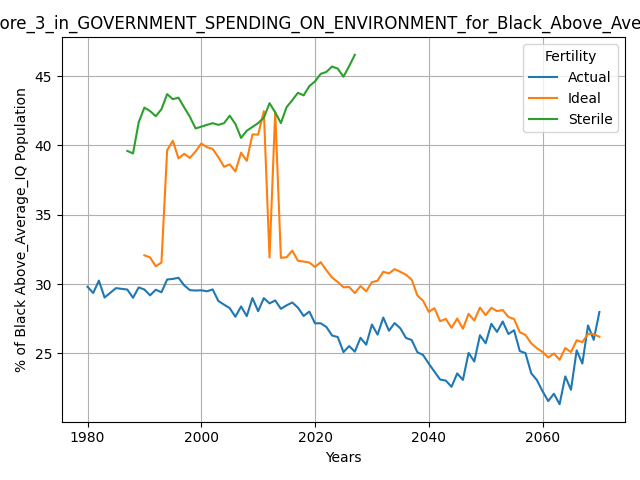 ore_3_in_GOVERNMENT_SPENDING_ON_ENVIRONMENT_for_Black_Above_Ave
% of Black Above_Average_IQ Population
45
40
35
30
25
Fertility
Actual
Ideal
Sterile
1980
2000
2020
2040
2060
Years